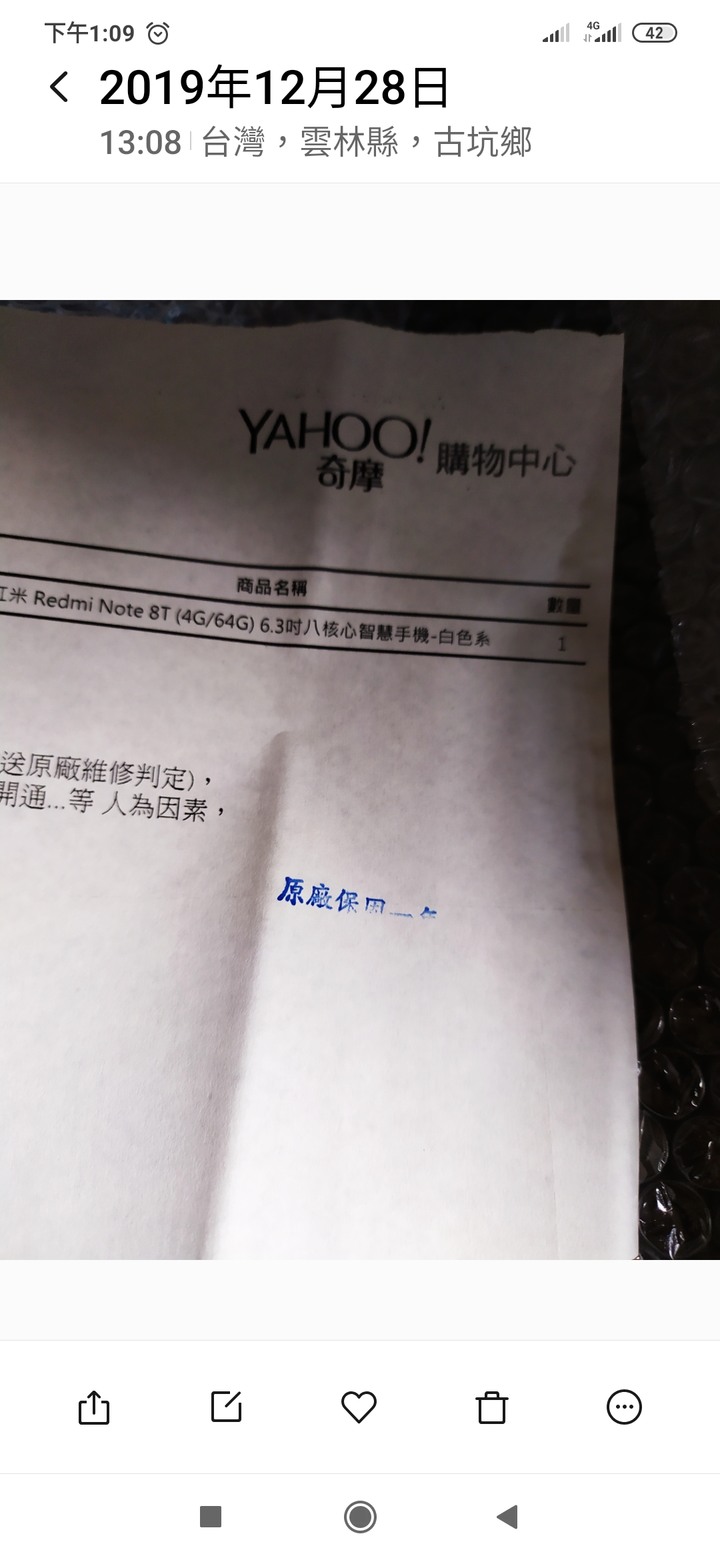 下午1:09
4G
42
2019年12月28日
13:08 台灣，雲林縣，古坑鄉
YAHOO!
奇摩
購物中心
商品名稱 數量
紅米 Redmi Note 8T (4G/64G) 6.3吋八核心智慧手機-白色系 1
送原廠維修判定)，
開通...等 人為因素，
原廠保固一年